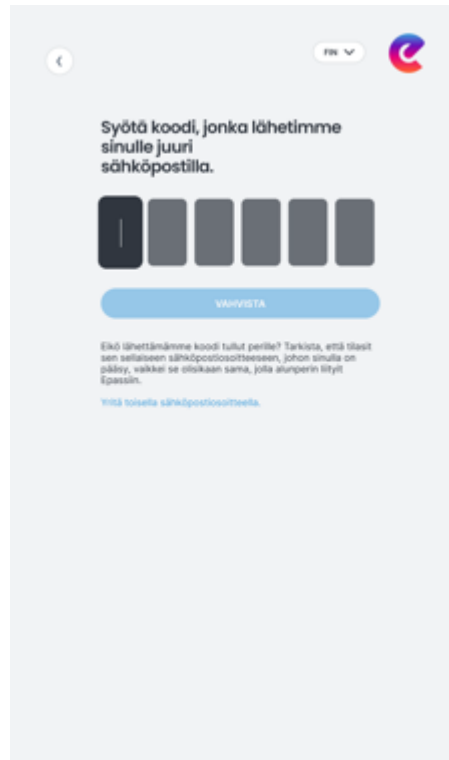 FIN
Syötä koodi, jonka lähetimme
sinulle juuri
sähköpostilla.
VAHVISTA
Eikö lähettämämme koodi tullut perille? Tarkista, että tilasit
sen sellaiseen sähköpostiosoitteeseen, johon sinulla on
pääsy, vaikkei se olisikaan sama, jolla alunperin liityit
Epassiin.
Yritä toisella sähköpostiosoitteella.